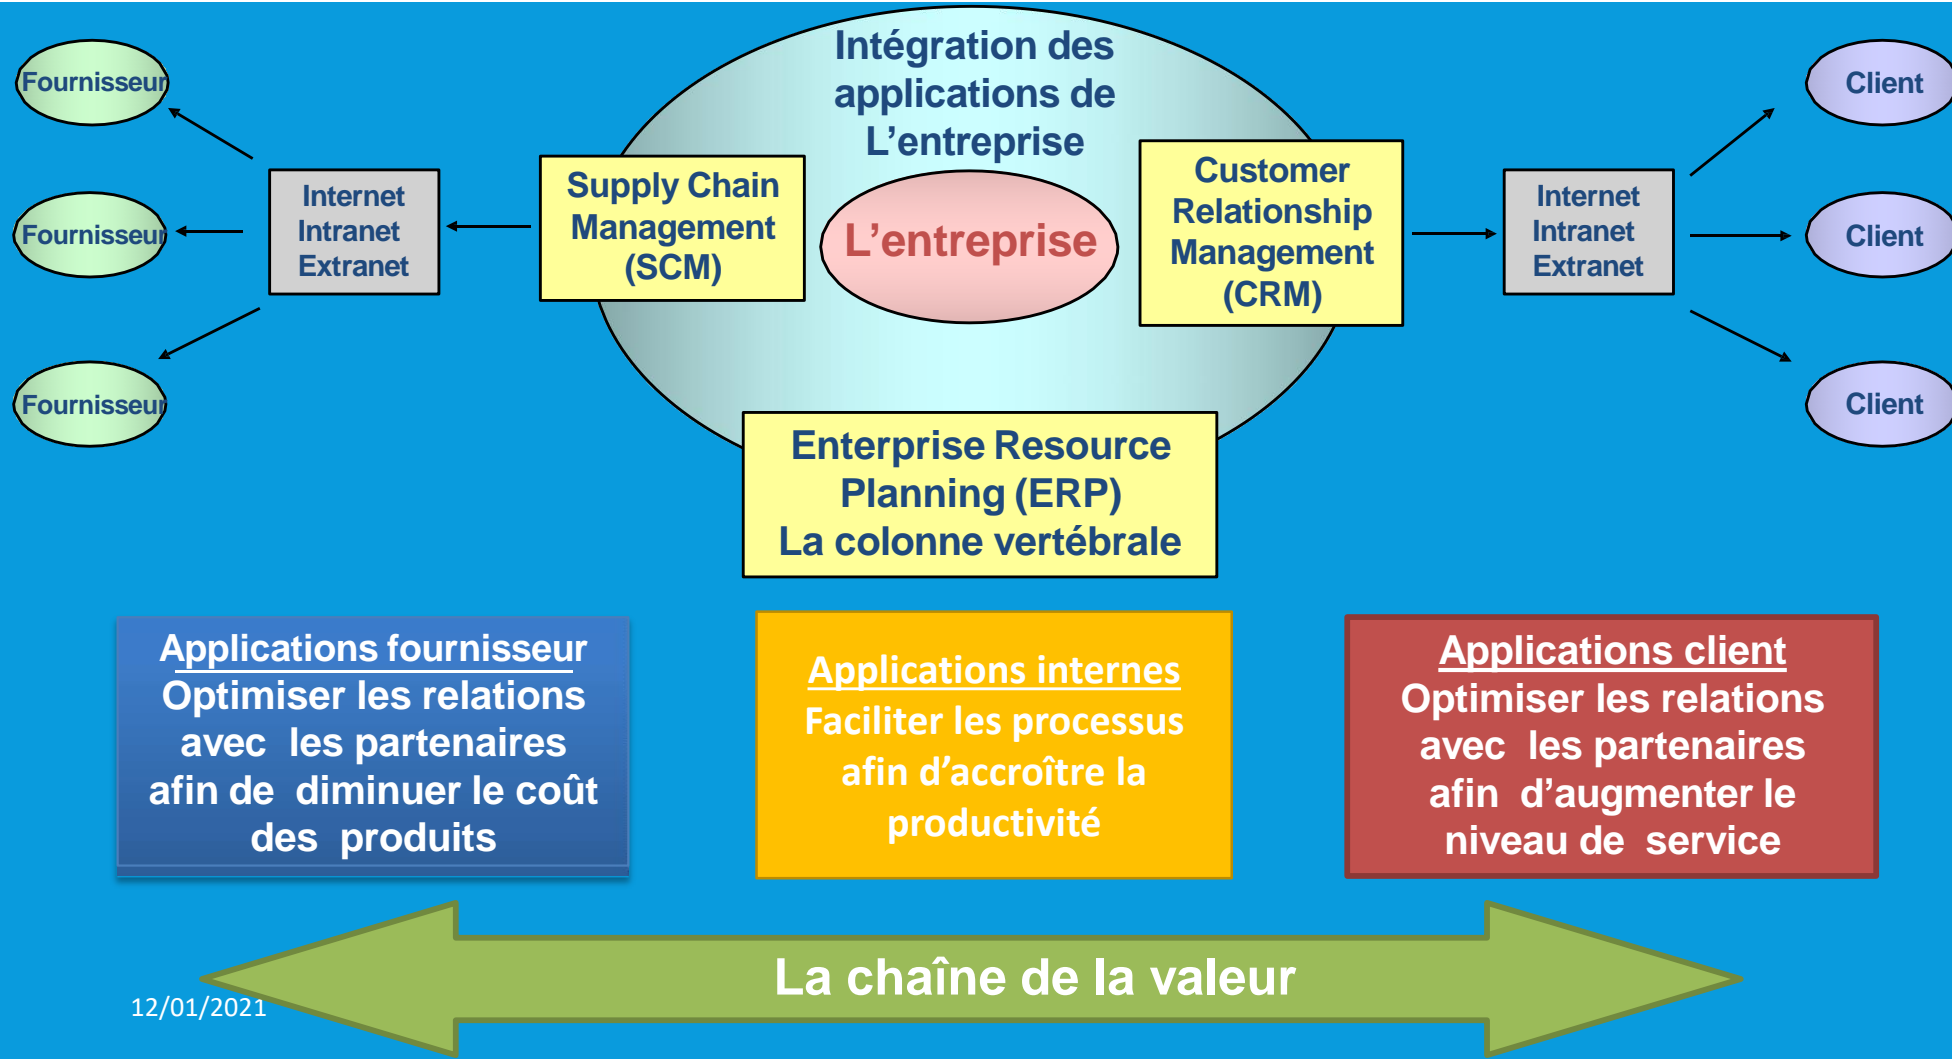 Intégration des
applications de
L’entreprise
Fournisseur
Fournisseur
Fournisseur
Internet
Intranet
Extranet
Supply Chain
Management
(SCM)
L’entreprise
Customer
Relationship
Management
(CRM)
Internet
Intranet
Extranet
Client
Client
Client
Enterprise Resource
Planning (ERP)
La colonne vertébrale
Applications fournisseur
Optimiser les relations
avec les partenaires
afin de diminuer le coût
des produits
Applications internes
Faciliter les processus
afin d’accroître la
productivité
Applications client
Optimiser les relations
avec les partenaires
afin d’augmenter le
niveau de service
La chaîne de la valeur
12/01/2021